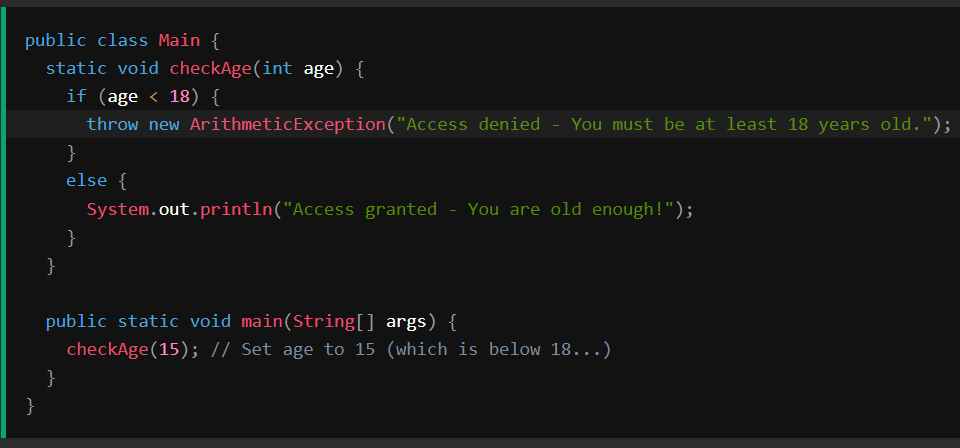 public class Main {
  static void checkAge(int age) {
    if (age < 18) {
      throw new ArithmeticException("Access denied - You must be at least 18 years old.");
    }
    else {
      System.out.println("Access granted - You are old enough!");
    }
  }

  public static void main(String[] args) {
    checkAge(15); // Set age to 15 (which is below 18...)
  }
}